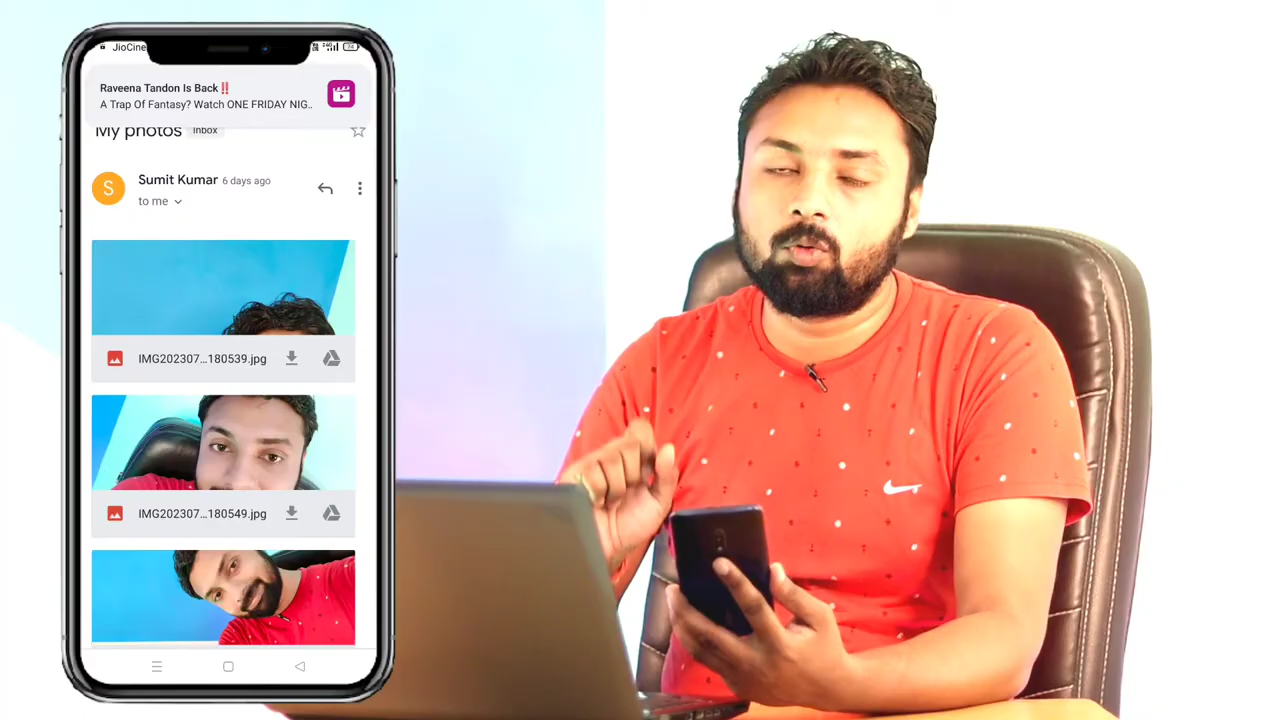 JioCine
Raveena Tandon Is Back‼️
A Trap Of Fantasy? Watch ONE FRIDAY NIG..
My photos Inbox
S
Sumit Kumar 6 days ago
to me
IMG202307...180539.jpg
IMG202307...180549.jpg